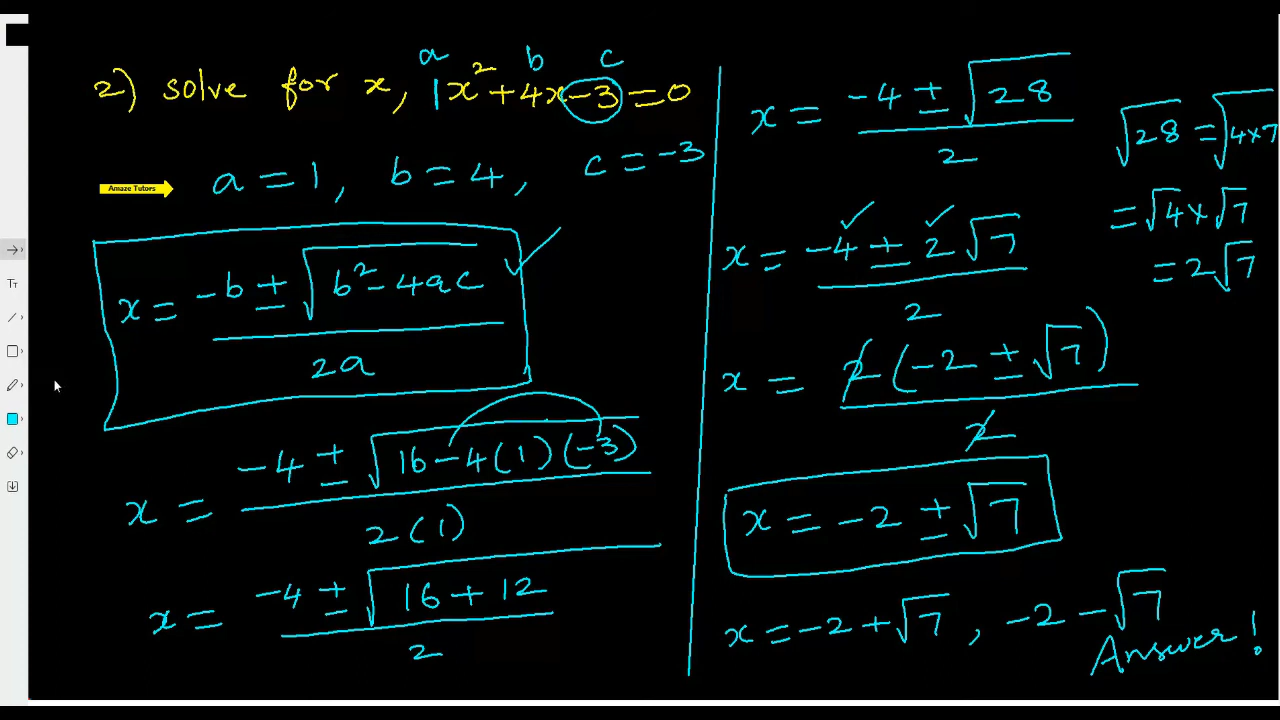 a b c
2) solve for x, 1x² + 4x - 3 = 0
a = 1, b = 4, c = -3
Amaze Tutors
x = (-b ± √(b² - 4ac)) / 2a
x = (-4 ± √(16 - 4(1)(-3))) / 2(1)
x = (-4 ± √(16 + 12)) / 2
x = (-4 ± √28) / 2
√28 = √(4×7)
= √4 × √7
= 2√7
x = (-4 ± 2√7) / 2
x = 2(-2 ± √7) / 2
x = -2 ± √7
x = -2 + √7, -2 - √7
Answer!
Tт